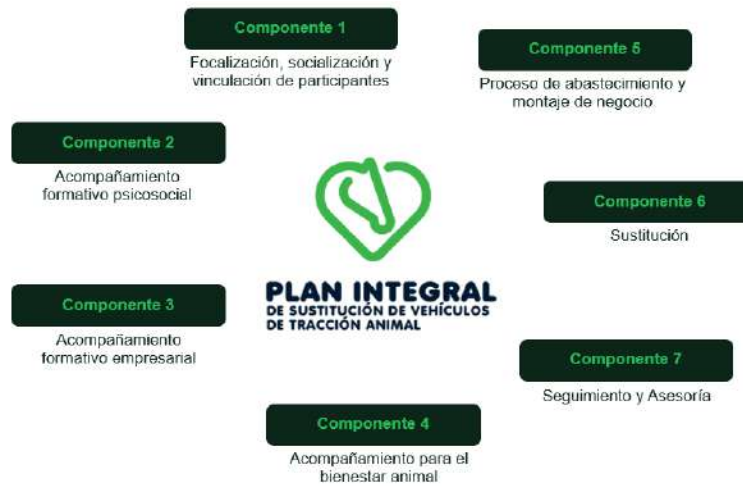 Componente 1
Focalización, socialización y
vinculación de participantes
Componente 5
Proceso de abastecimiento y
montaje de negocio
Componente 2
Acompañamiento
formativo psicosocial
Componente 6
Sustitución
PLAN INTEGRAL
DE SUSTITUCIÓN DE VEHÍCULOS
DE TRACCIÓN ANIMAL
Componente 3
Acompañamiento
formativo empresarial
Componente 7
Seguimiento y Asesoría
Componente 4
Acompañamiento para el
bienestar animal